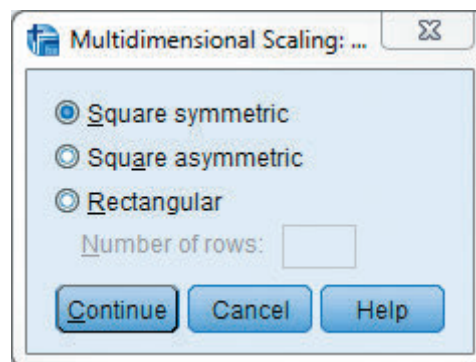 Multidimensional Scaling: ...
Square symmetric
Square asymmetric
Rectangular
Number of rows:
Continue Cancel Help